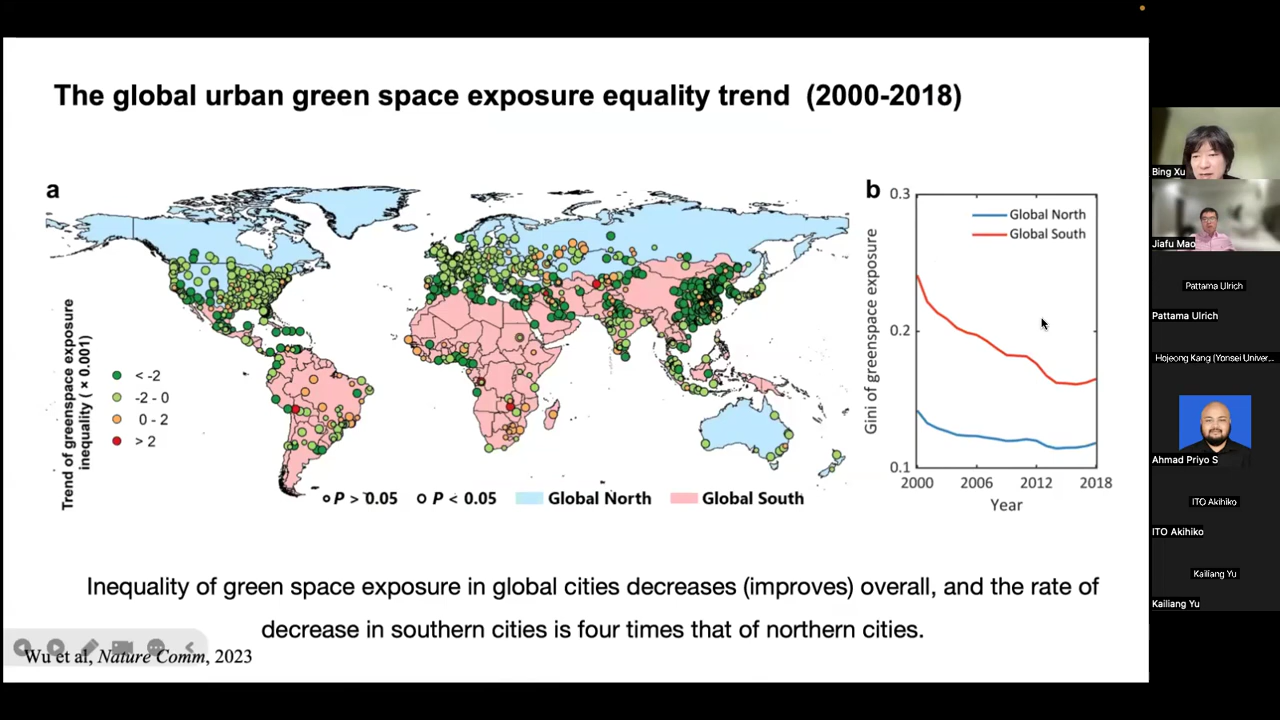 The global urban green space exposure equality trend (2000-2018)
a
Trend of greenspace exposure
inequality ( × 0.001)
< -2
-2 - 0
0 - 2
> 2
P > 0.05
P < 0.05
Global North
Global South
b
Gini of greenspace exposure
0.3
0.2
0.1
Global North
Global South
2000
2006
2012
2018
Year
Inequality of green space exposure in global cities decreases (improves) overall, and the rate of
decrease in southern cities is four times that of northern cities.
Wu et al, Nature Comm, 2023
Bing Xu
Jiafu Mao
Pattama Ulrich
Pattama Ulrich
Hojeong Kang (Yonsei Univer...
Ahmad Priyo S
ITO Akihiko
ITO Akihiko
Kailiang Yu
Kailiang Yu